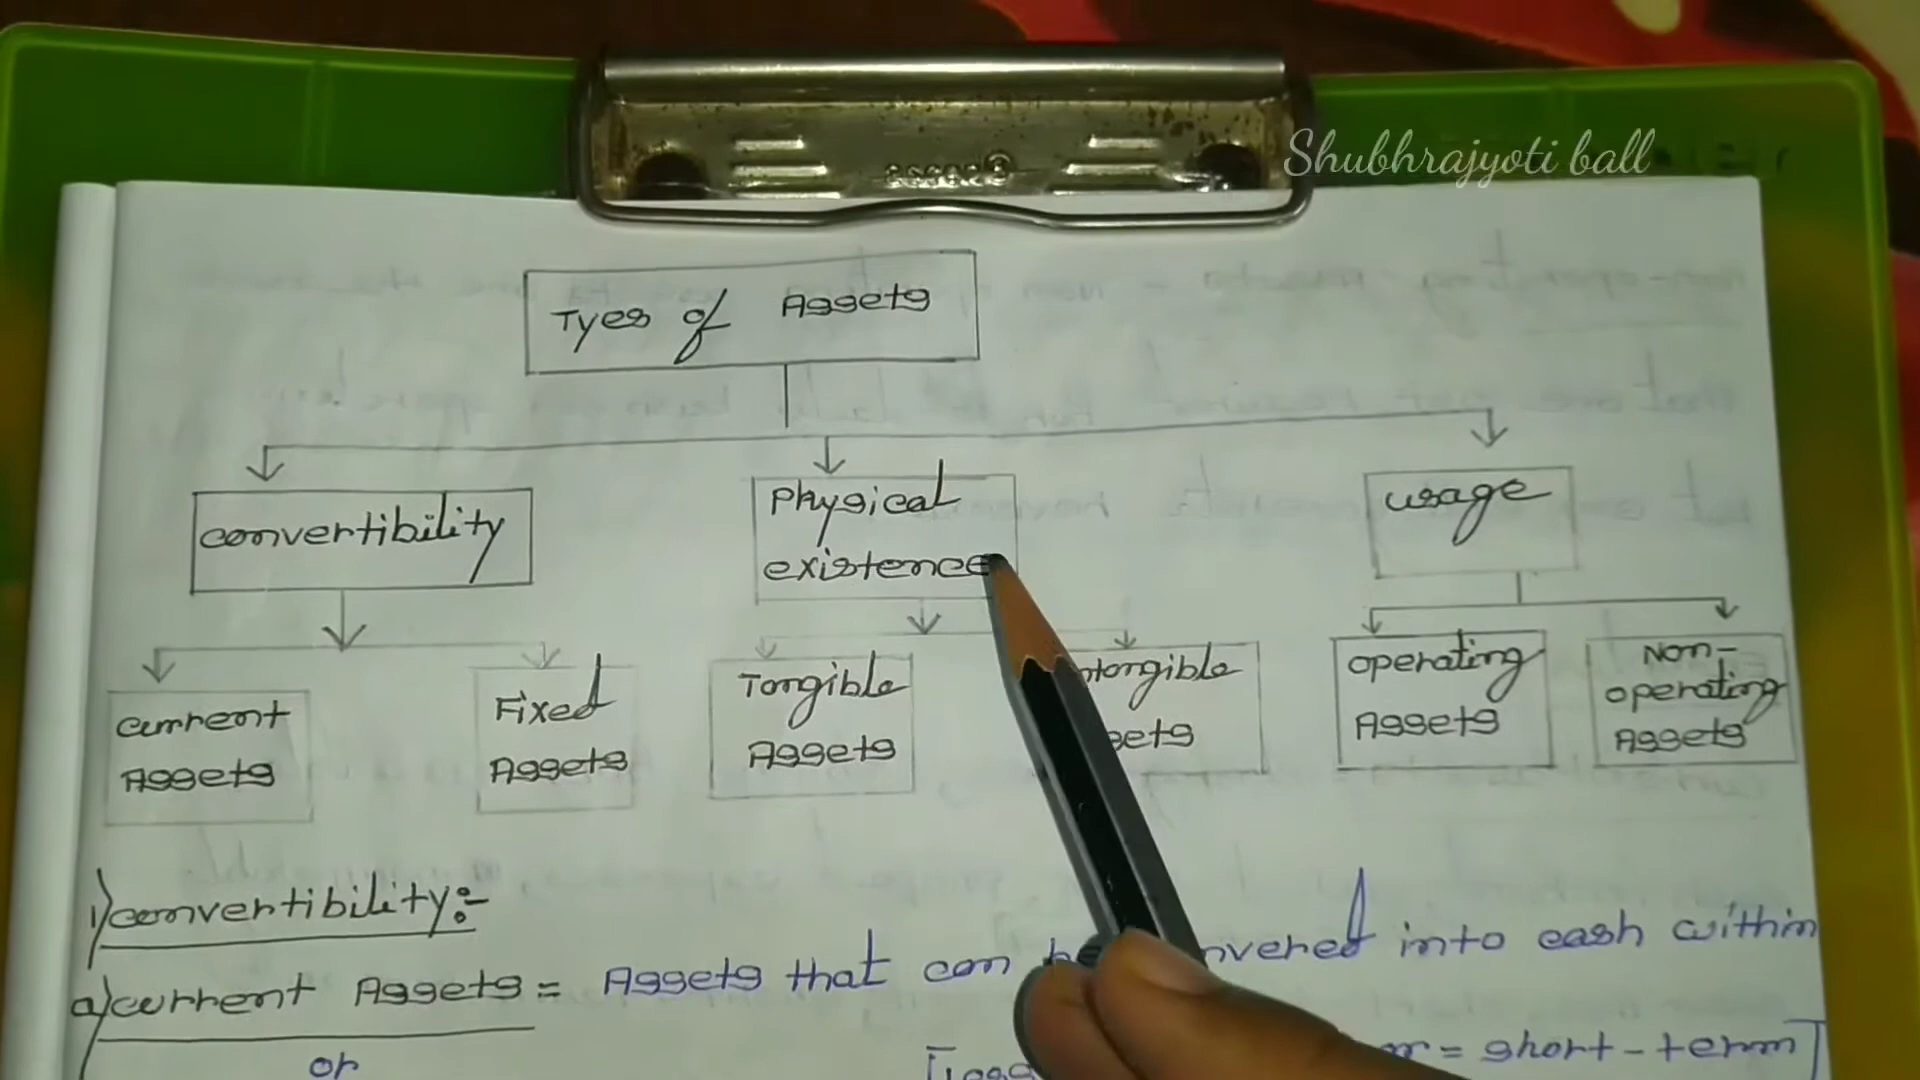 Shubhrajyoti ball
Tyes of Assets
convertibility
Physical
existence
usage
current
Assets
Fixed
Assets
Tangible
Assets
Operating
Assets
Non-
operating
Assets
1) convertibility:-
a) current Assets = Assets that can into cash within
or
= short-term]